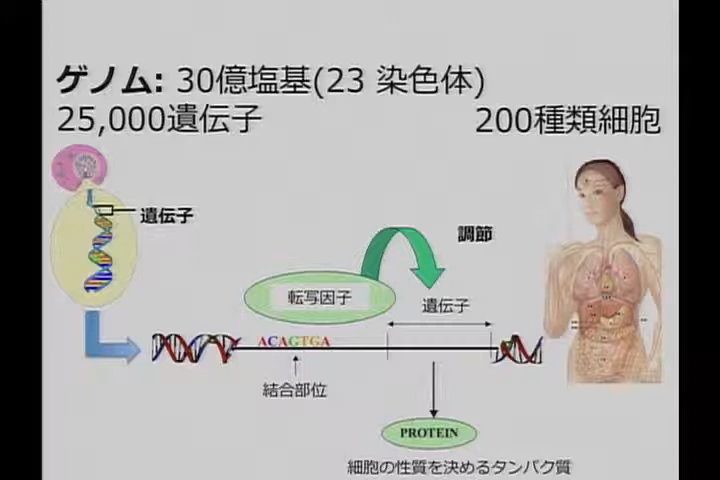 ゲノム: 30億塩基(23 染色体)
25,000遺伝子
200種類細胞
遺伝子
調節
転写因子
遺伝子
ACAGTGA
結合部位
PROTEIN
細胞の性質を決めるタンパク質